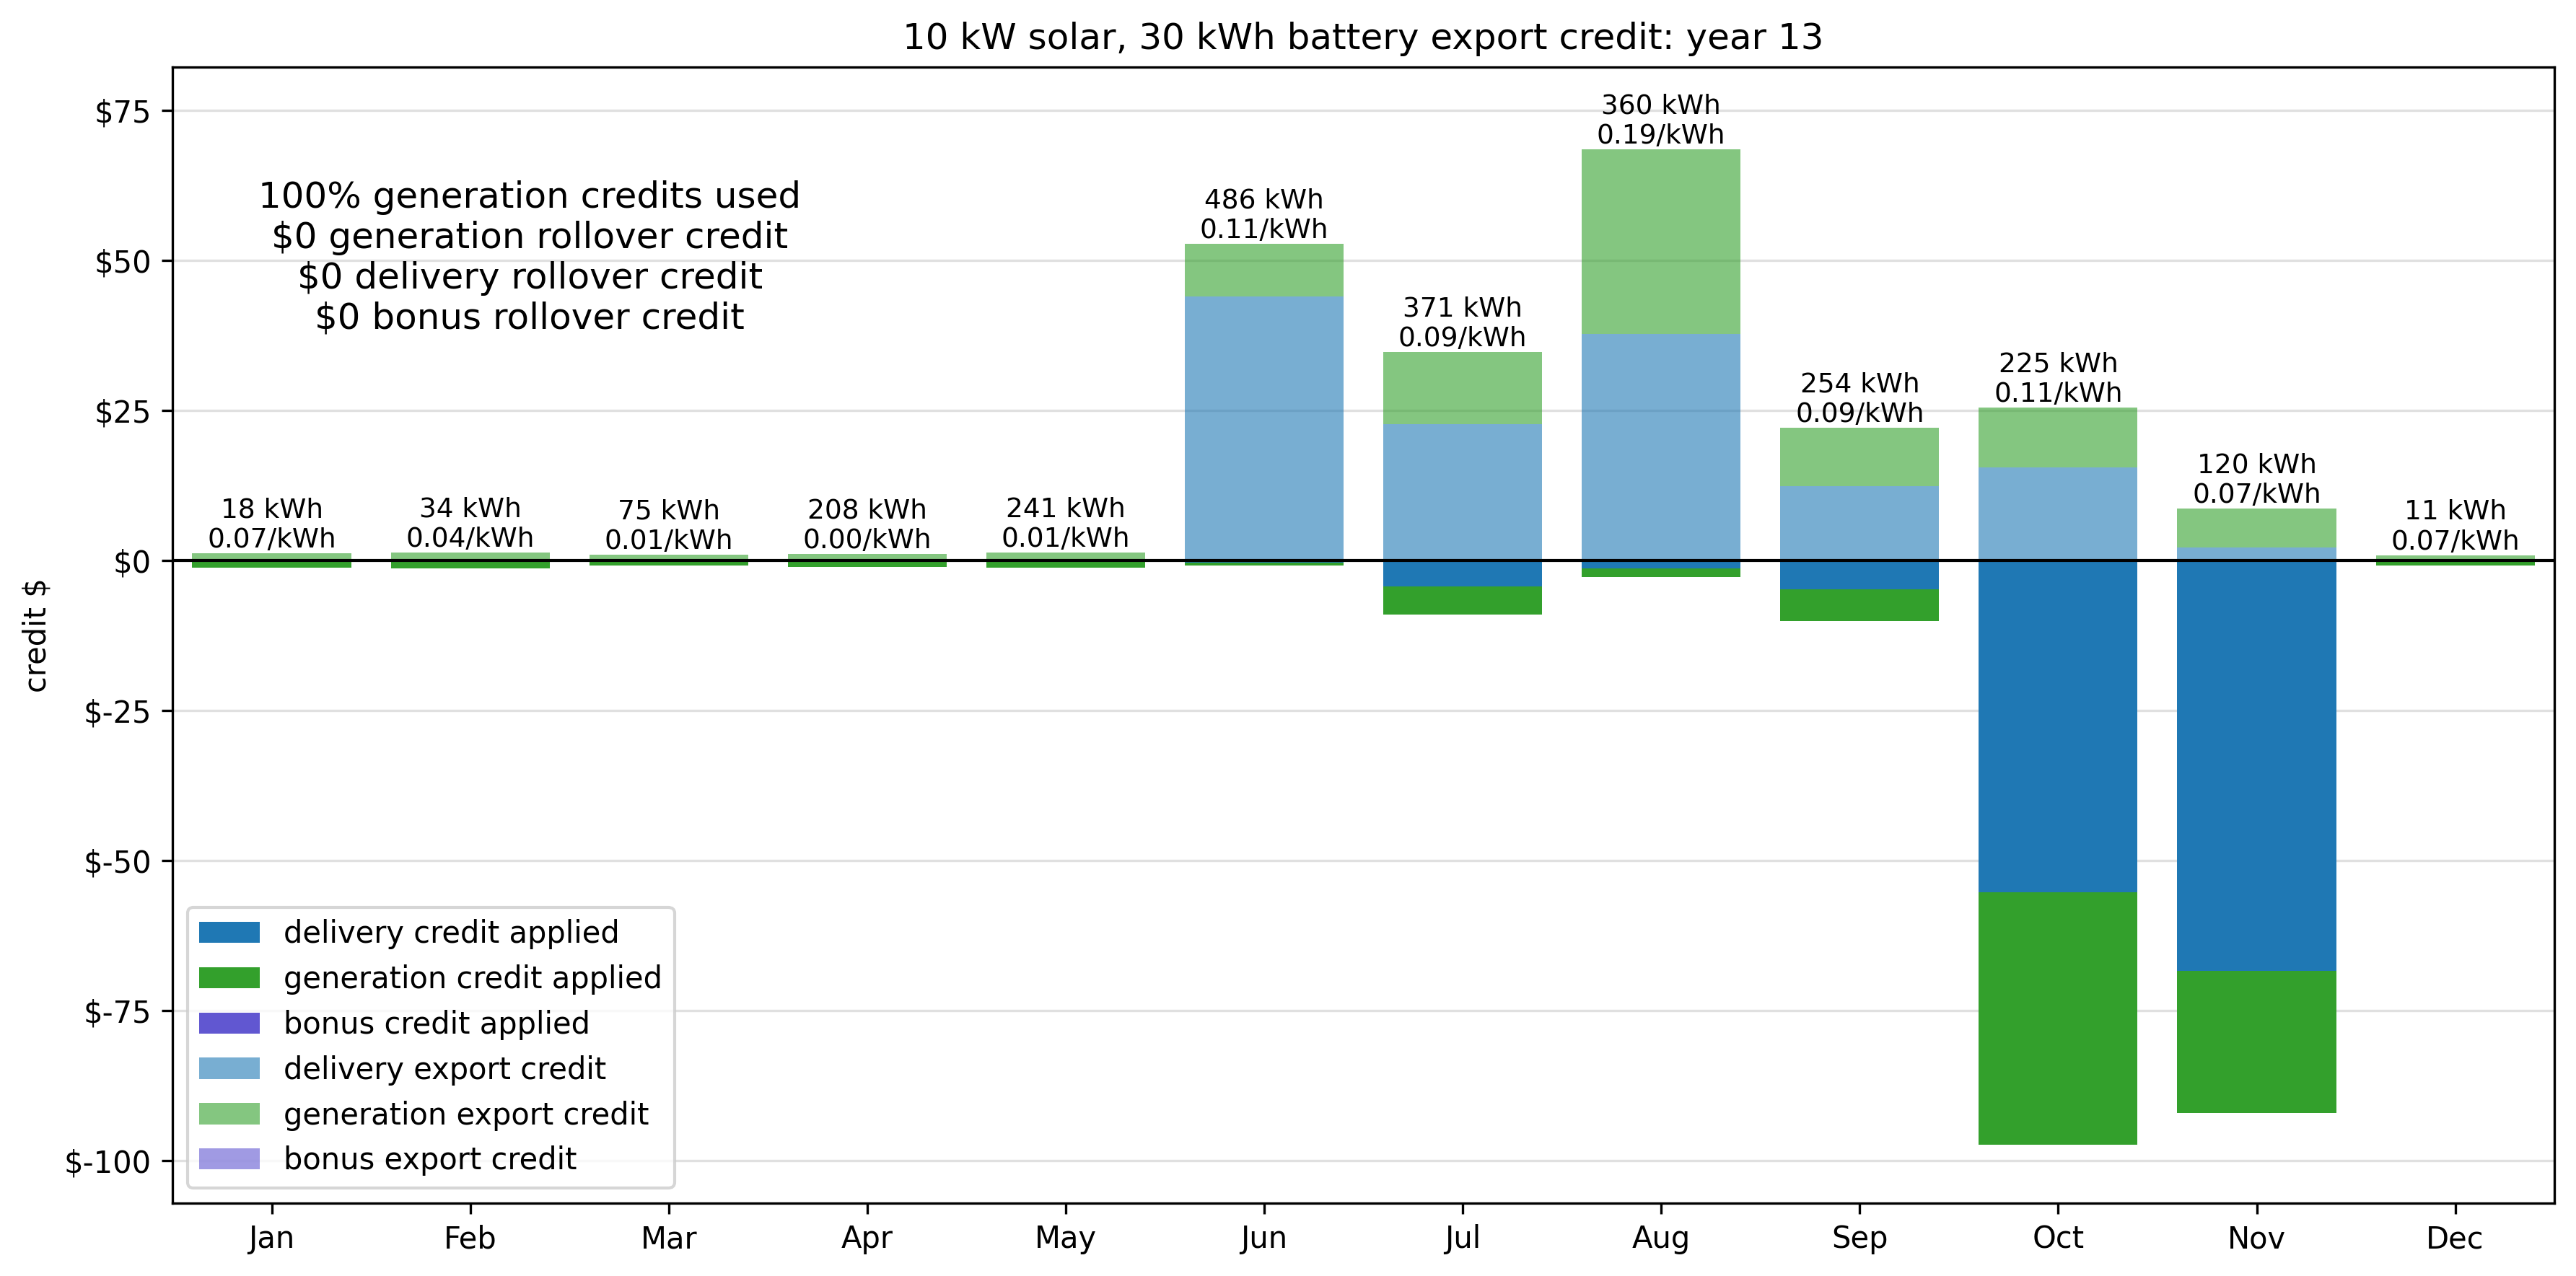 10 kW solar, 30 kWh battery export credit: year 13
credit $
$75
$50
$25
$0
$-25
$-50
$-75
$-100
100% generation credits used
$0 generation rollover credit
$0 delivery rollover credit
$0 bonus rollover credit
18 kWh
0.07/kWh
34 kWh
0.04/kWh
75 kWh
0.01/kWh
208 kWh
0.00/kWh
241 kWh
0.01/kWh
486 kWh
0.11/kWh
371 kWh
0.09/kWh
360 kWh
0.19/kWh
254 kWh
0.09/kWh
225 kWh
0.11/kWh
120 kWh
0.07/kWh
11 kWh
0.07/kWh
delivery credit applied
generation credit applied
bonus credit applied
delivery export credit
generation export credit
bonus export credit
Jan
Feb
Mar
Apr
May
Jun
Jul
Aug
Sep
Oct
Nov
Dec